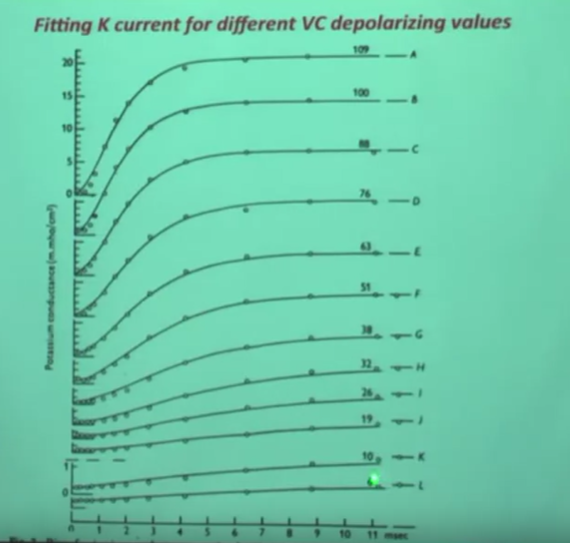 Fitting K current for different VC depolarizing values
109 A
20
15
100 B
10
88 C
5
76 D
0
63 E
51 F
38 G
32 H
26 I
19 J
10 K
1
L
0
Potassium conductance (m.mho/cm²)
0 1 2 3 4 5 6 7 8 9 10 11 msec